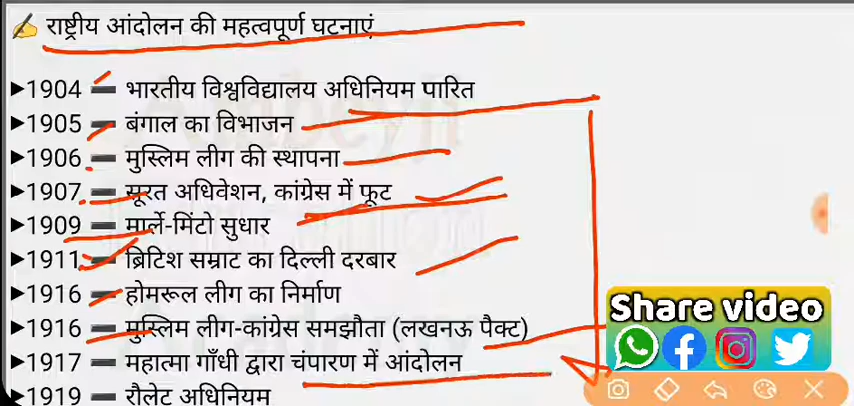 ✍️ राष्ट्रीय आंदोलन की महत्वपूर्ण घटनाएं
▶1904 ➖ भारतीय विश्वविद्यालय अधिनियम पारित
▶1905 ➖ बंगाल का विभाजन
▶1906 ➖ मुस्लिम लीग की स्थापना
▶1907 ➖ सूरत अधिवेशन, कांग्रेस में फूट
▶1909 ➖ मार्ले-मिंटो सुधार
▶1911 ➖ ब्रिटिश सम्राट का दिल्ली दरबार
▶1916 ➖ होमरूल लीग का निर्माण
▶1916 ➖ मुस्लिम लीग-कांग्रेस समझौता (लखनऊ पैक्ट)
▶1917 ➖ महात्मा गाँधी द्वारा चंपारण में आंदोलन
▶1919 ➖ रौलेट अधिनियम
Share video